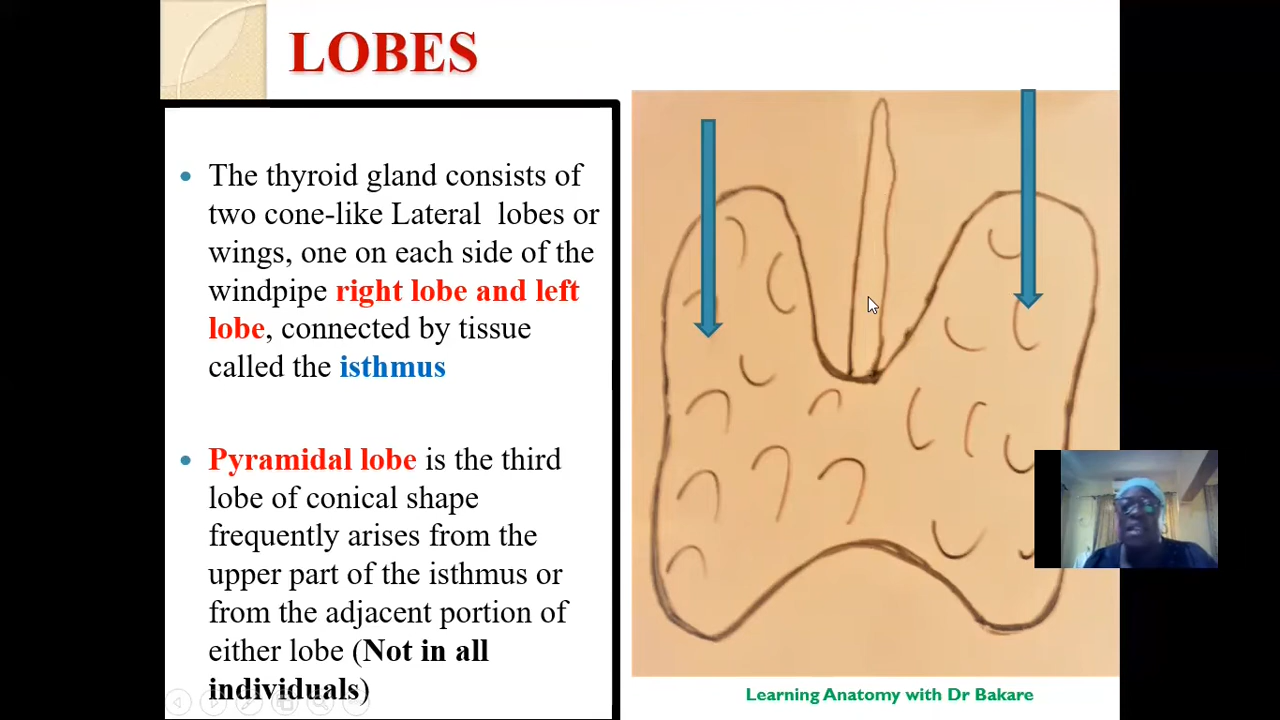 LOBES
The thyroid gland consists of
two cone-like Lateral lobes or
wings, one on each side of the
windpipe right lobe and left
lobe, connected by tissue
called the isthmus
Pyramidal lobe is the third
lobe of conical shape
frequently arises from the
upper part of the isthmus or
from the adjacent portion of
either lobe (Not in all
individuals)
Learning Anatomy with Dr Bakare